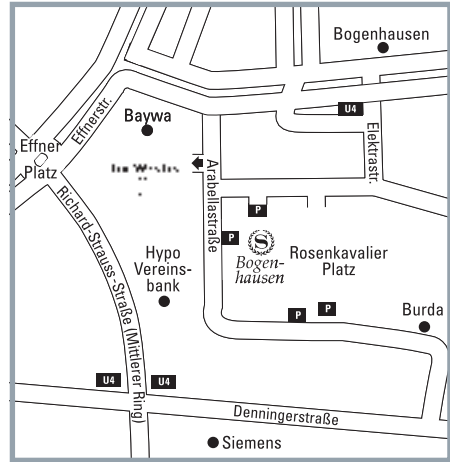 Bogenhausen
U4
Effnerstr.
Baywa
Elektrastr.
Effner
Platz
Arabellastraße
P
P
S
Bogen-
hausen
Rosenkavalier
Platz
Hypo
Vereins-
bank
Richard-Strauss-Straße (Mittlerer Ring)
P
P
Burda
U4
U4
Denningerstraße
Siemens